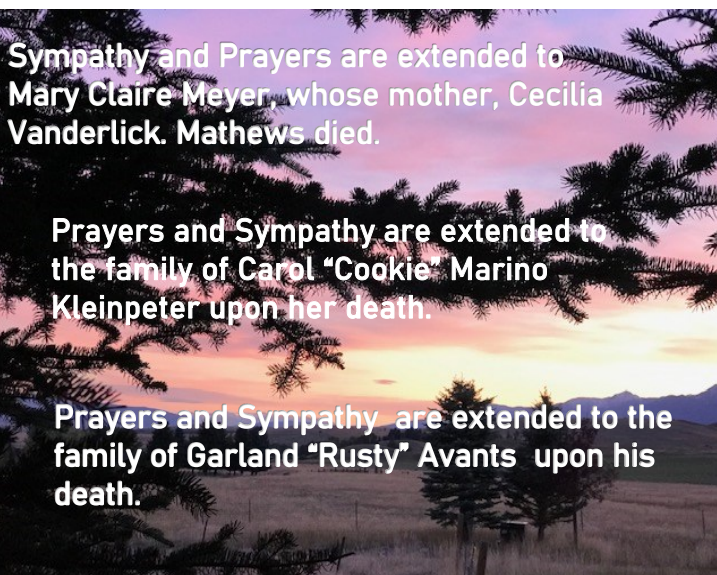 Sympathy and Prayers are extended to
Mary Claire Meyer, whose mother, Cecilia
Vanderlick. Mathews died.
Prayers and Sympathy are extended to
the family of Carol “Cookie” Marino
Kleinpeter upon her death.
Prayers and Sympathy  are extended to the
family of Garland “Rusty” Avants  upon his
death.